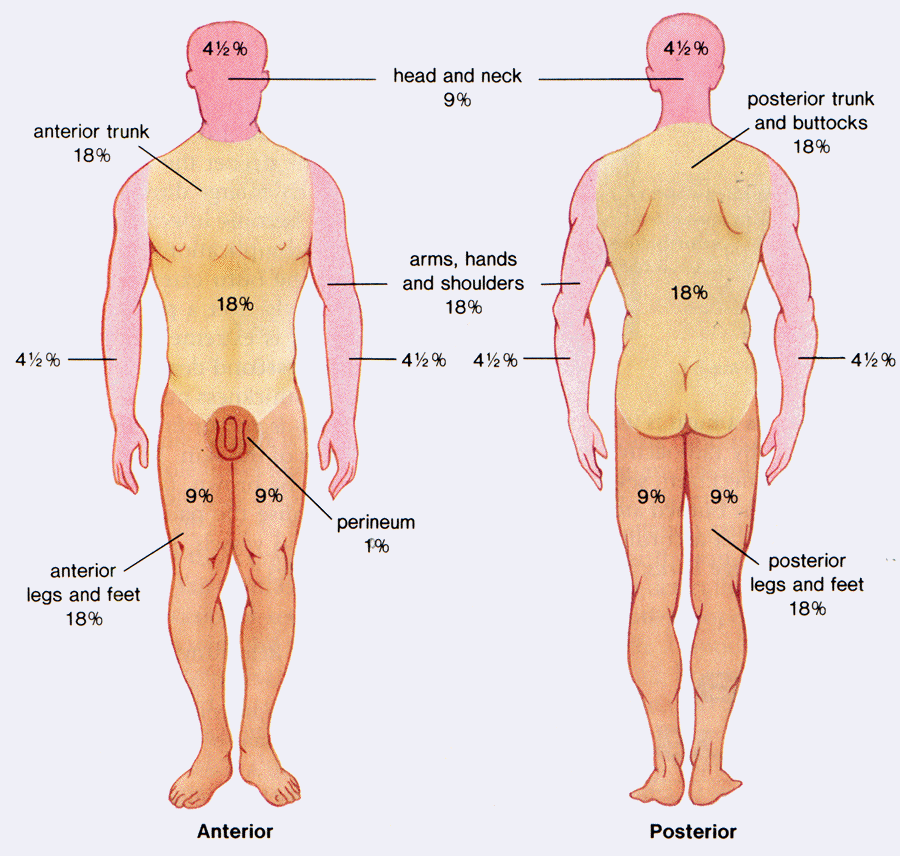 4½%
4½%
head and neck
9%
anterior trunk
18%
posterior trunk
and buttocks
18%
arms, hands
and shoulders
18%
18%
18%
4½%
4½%
4½%
4½%
9%
9%
9%
9%
perineum
1%
anterior
legs and feet
18%
posterior
legs and feet
18%
Anterior
Posterior